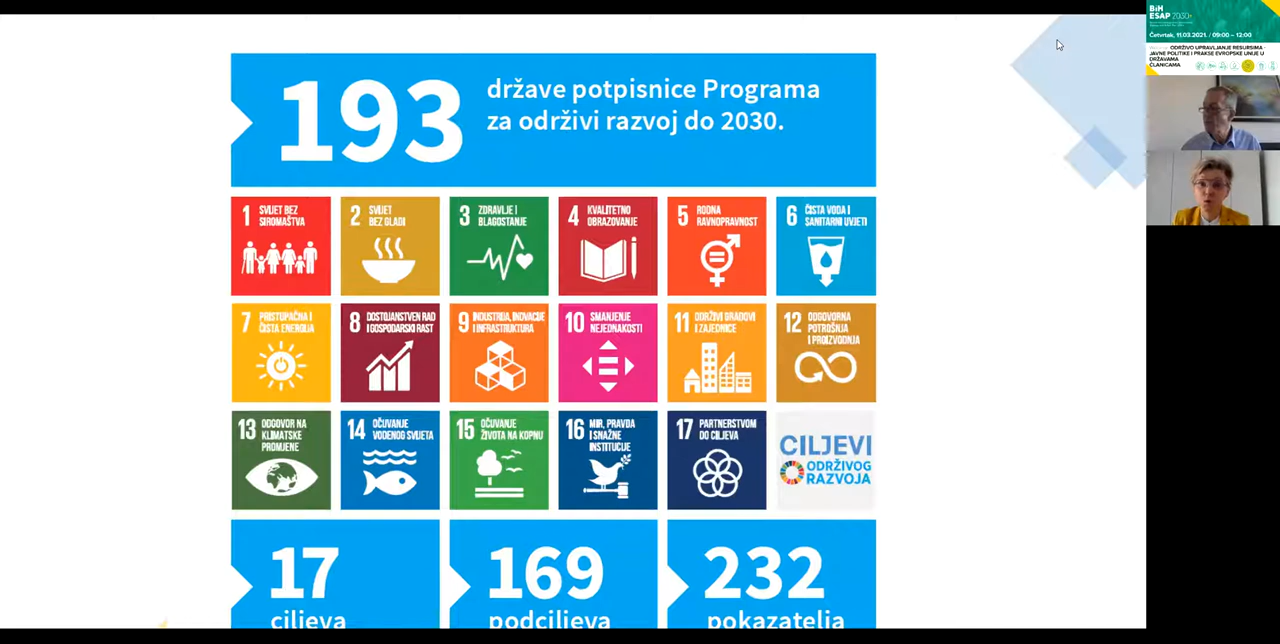 193
države potpisnice Programa
za održivi razvoj do 2030.
1 SVIJET BEZ
SIROMAŠTVA
2 SVIJET
BEZ GLADI
3 ZDRAVLJE I
BLAGOSTANJE
4 KVALITETNO
OBRAZOVANJE
5 RODNA
RAVNOPRAVNOST
6 ČISTA VODA I
SANITARNI UVJETI
7 PRISTUPAČNA I
ČISTA ENERGIJA
8 DOSTOJANSTVEN RAD
I GOSPODARSKI RAST
9 INDUSTRIJA, INOVACIJE
I INFRASTRUKTURA
10 SMANJENJE
NEJEDNAKOSTI
11 ODRŽIVI GRADOVI
I ZAJEDNICE
12 ODGOVORNA
POTROŠNJA
I PROIZVODNJA
13 ODGOVOR NA
KLIMATSKE
PROMJENE
14 OČUVANJE
VODENOG SVIJETA
15 OČUVANJE
ŽIVOTA NA KOPNU
16 MIR, PRAVDA
I SNAŽNE
INSTITUCIJE
17 PARTNERSTVOM
DO CILJEVA
CILJEVI
ODRŽIVOG
RAZVOJA
17
ciljeva
169
podciljeva
232
pokazatelja
BiH
ESAP 2030+
Četvrtak, 11.03.2021. / 09:00 – 12:00
ODRŽIVO UPRAVLJANJE RESURSIMA -
JAVNE POLITIKE I PRAKSE EVROPSKE UNIJE U
DRŽAVAMA
ČLANICAMA